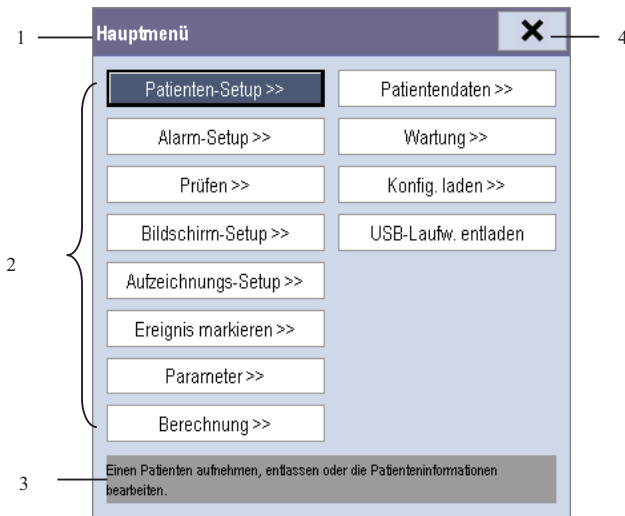 1
Hauptmenü
4
2
Patienten-Setup >>
Patientendaten >>
Alarm-Setup >>
Wartung >>
Prüfen >>
Konfig. laden >>
Bildschirm-Setup >>
USB-Laufw. entladen
Aufzeichnungs-Setup >>
Ereignis markieren >>
Parameter >>
Berechnung >>
3
Einen Patienten aufnehmen, entlassen oder die Patienteninformationen
bearbeiten.